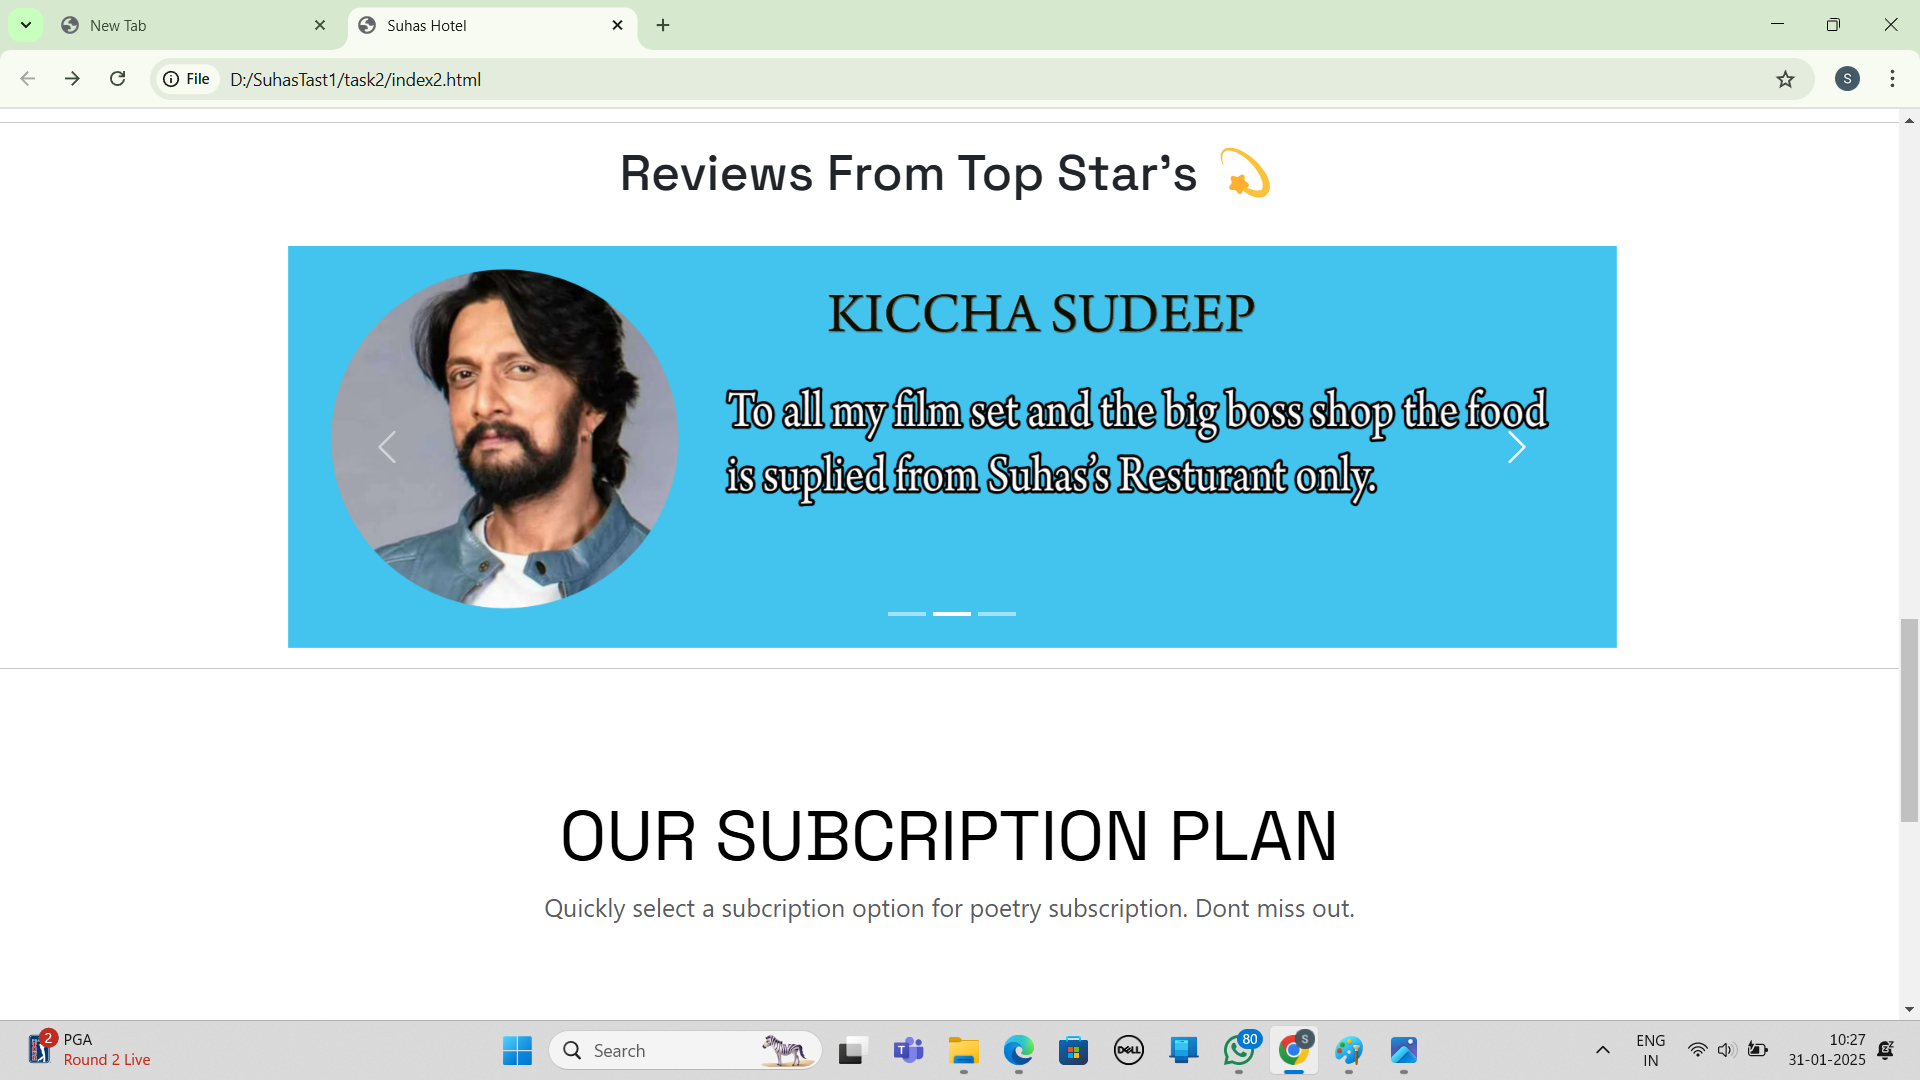 New Tab
Suhas Hotel
File
D:/SuhasTast1/task2/index2.html
S
Reviews From Top Star's
KICCHA SUDEEP
To all my film set and the big boss shop the food
is suplied from Suhas's Resturant only.
OUR SUBCRIPTION PLAN
Quickly select a subcription option for poetry subscription. Dont miss out.
2
PGA
Round 2 Live
Search
DELL
80
S
ENG
IN
10:27
31-01-2025